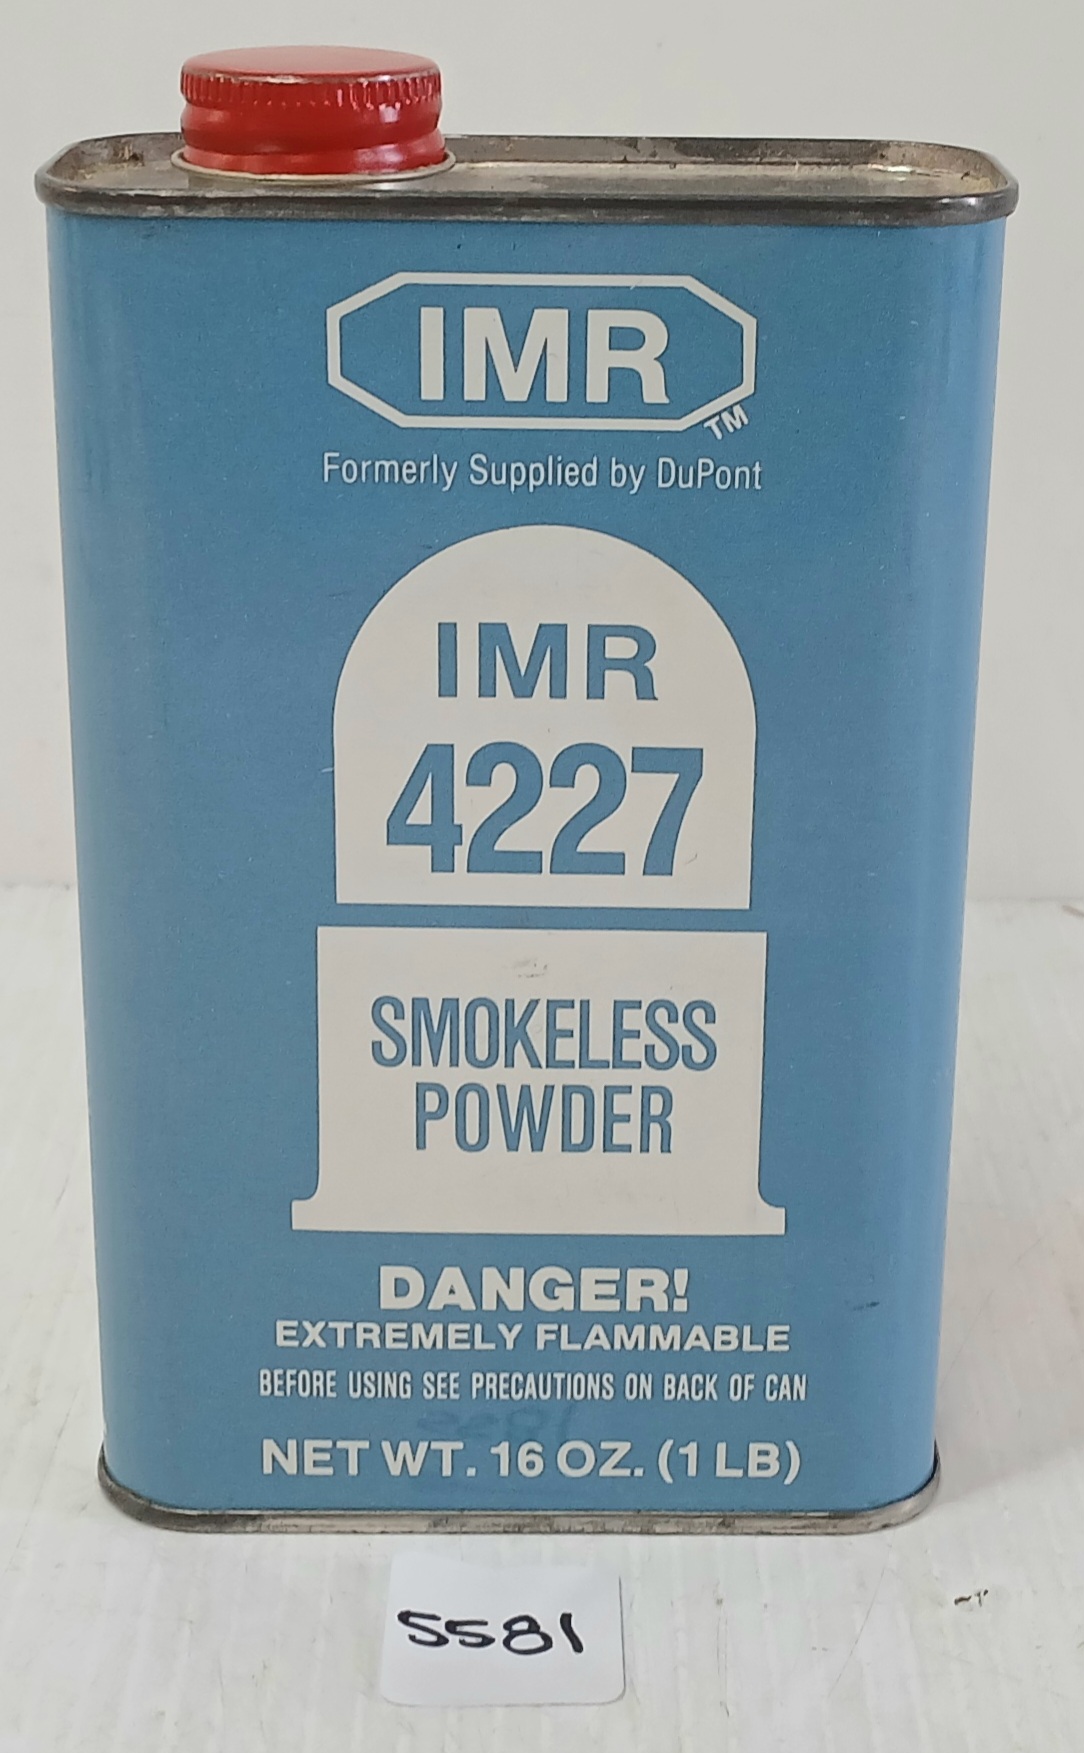 IMR
TM
Formerly Supplied by DuPont
IMR
4227
SMOKELESS
POWDER
DANGER!
EXTREMELY FLAMMABLE
BEFORE USING SEE PRECAUTIONS ON BACK OF CAN
NET WT. 16 OZ. (1 LB)
5581